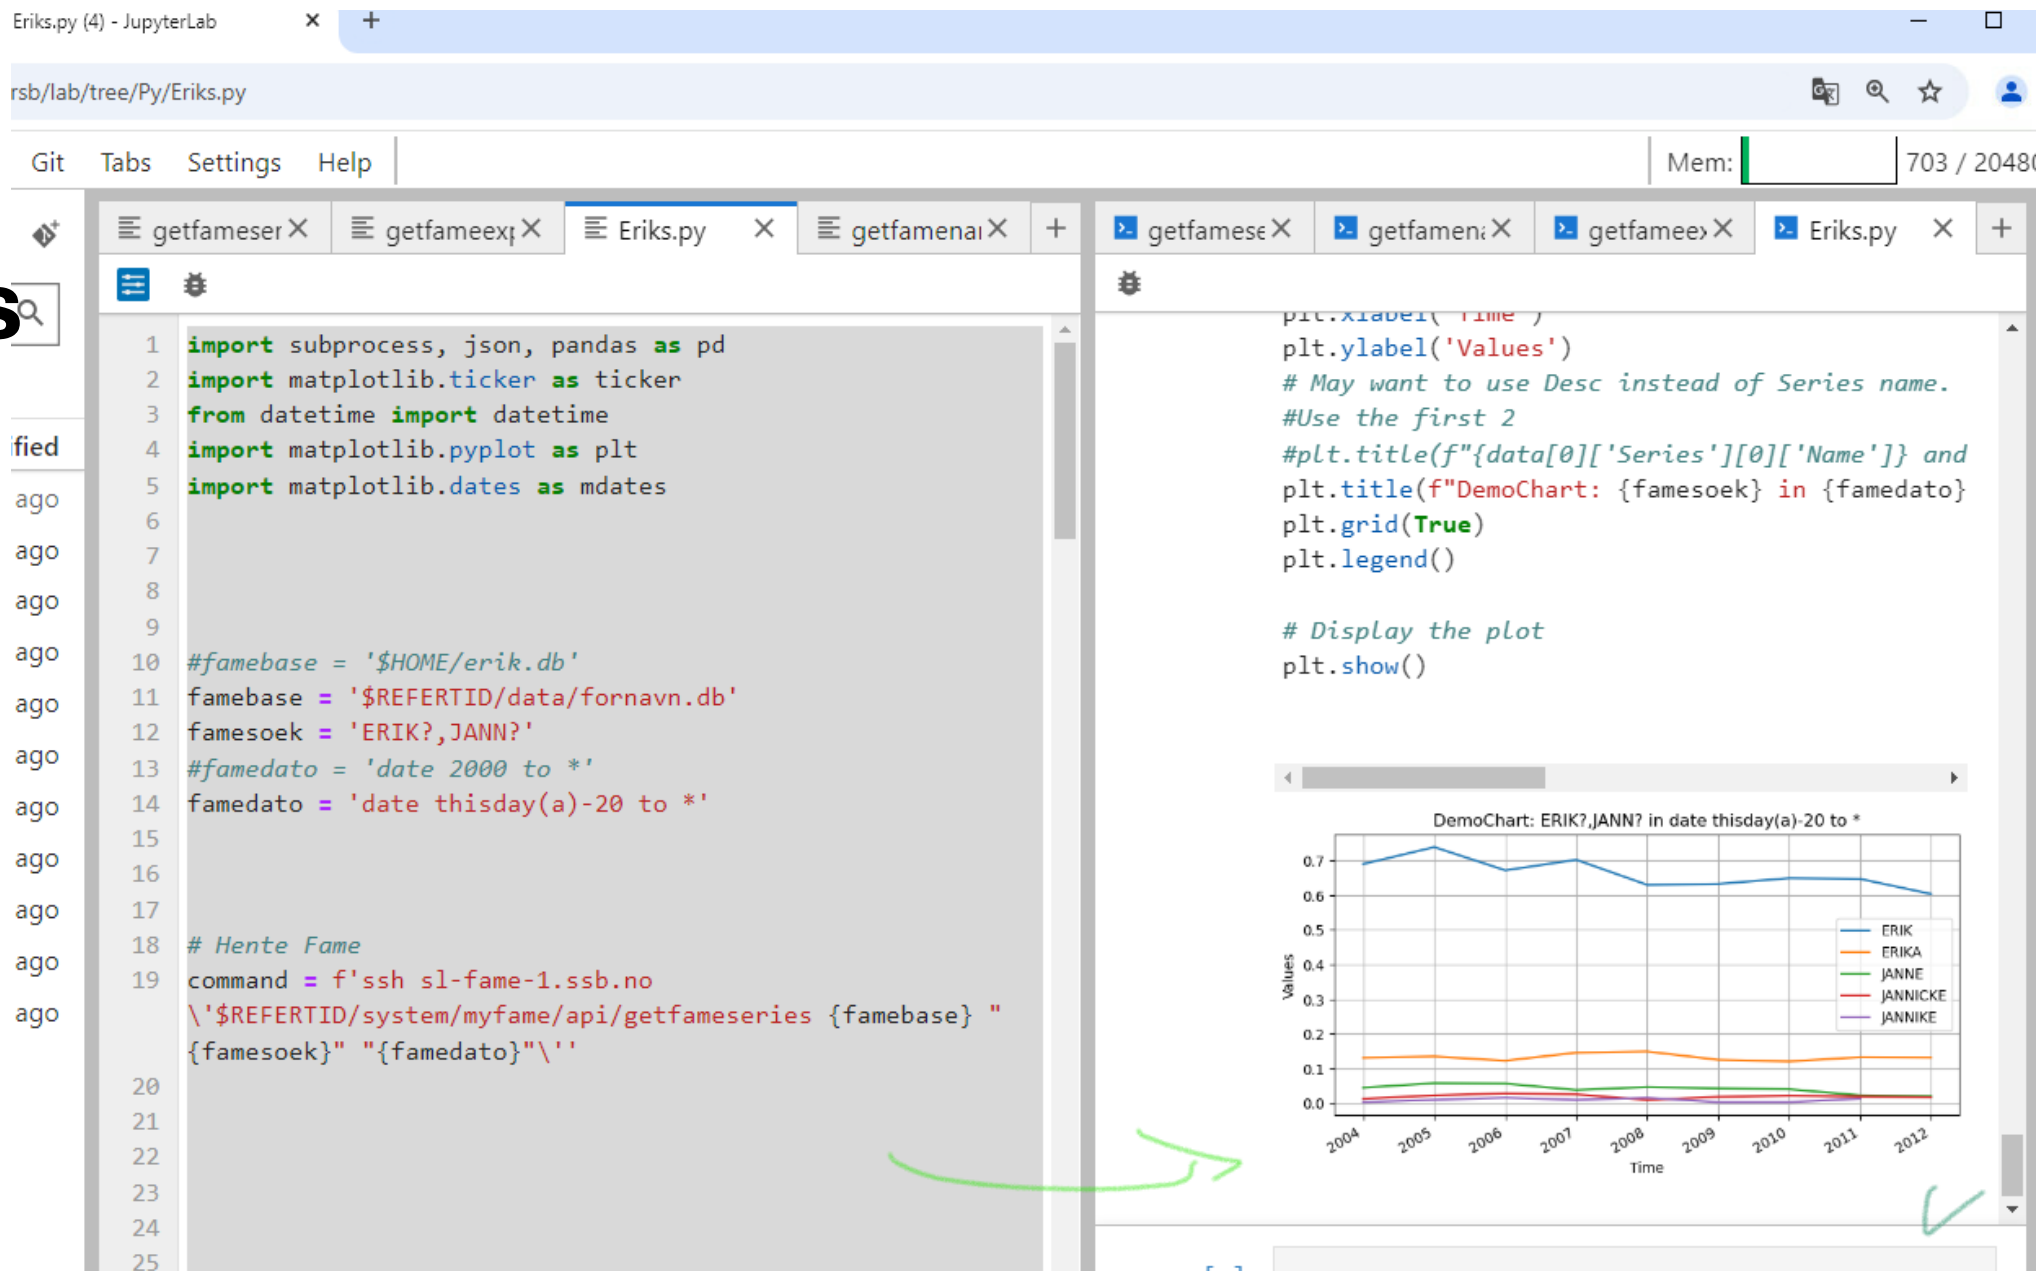 Eriks.py (4) - JupyterLab
rsb/lab/tree/Py/Eriks.py
Git Tabs Settings Help
Mem: 703 / 2048
getfameser
getfameexp
Eriks.py
getfamenar
getfamese
getfamena
getfameex
Eriks.py
s
ified
ago
ago
ago
ago
ago
ago
ago
ago
ago
ago
ago
1 import subprocess, json, pandas as pd
2 import matplotlib.ticker as ticker
3 from datetime import datetime
4 import matplotlib.pyplot as plt
5 import matplotlib.dates as mdates
6
7
8
9
10 #famebase = '$HOME/erik.db'
11 famebase = '$REFERTID/data/fornavn.db'
12 famesoek = 'ERIK?,JANN?'
13 #famedato = 'date 2000 to *'
14 famedato = 'date thisday(a)-20 to *'
15
16
17
18 # Hente Fame
19 command = f'ssh sl-fame-1.ssb.no
\'$REFERTID/system/myfame/api/getfameseries {famebase} "
{famesoek}" "{famedato}"\''
20
21
22
23
24
25
plt.xlabel('Time')
plt.ylabel('Values')
# May want to use Desc instead of Series name.
#Use the first 2
#plt.title(f"{data[0]['Series'][0]['Name']} and
plt.title(f"DemoChart: {famesoek} in {famedato}
plt.grid(True)
plt.legend()
# Display the plot
plt.show()
DemoChart: ERIK?,JANN? in date thisday(a)-20 to *
Values
0.7
0.6
0.5
0.4
0.3
0.2
0.1
0.0
ERIK
ERIKA
JANNE
JANNICKE
JANNIKE
2004 2005 2006 2007 2008 2009 2010 2011 2012
Time